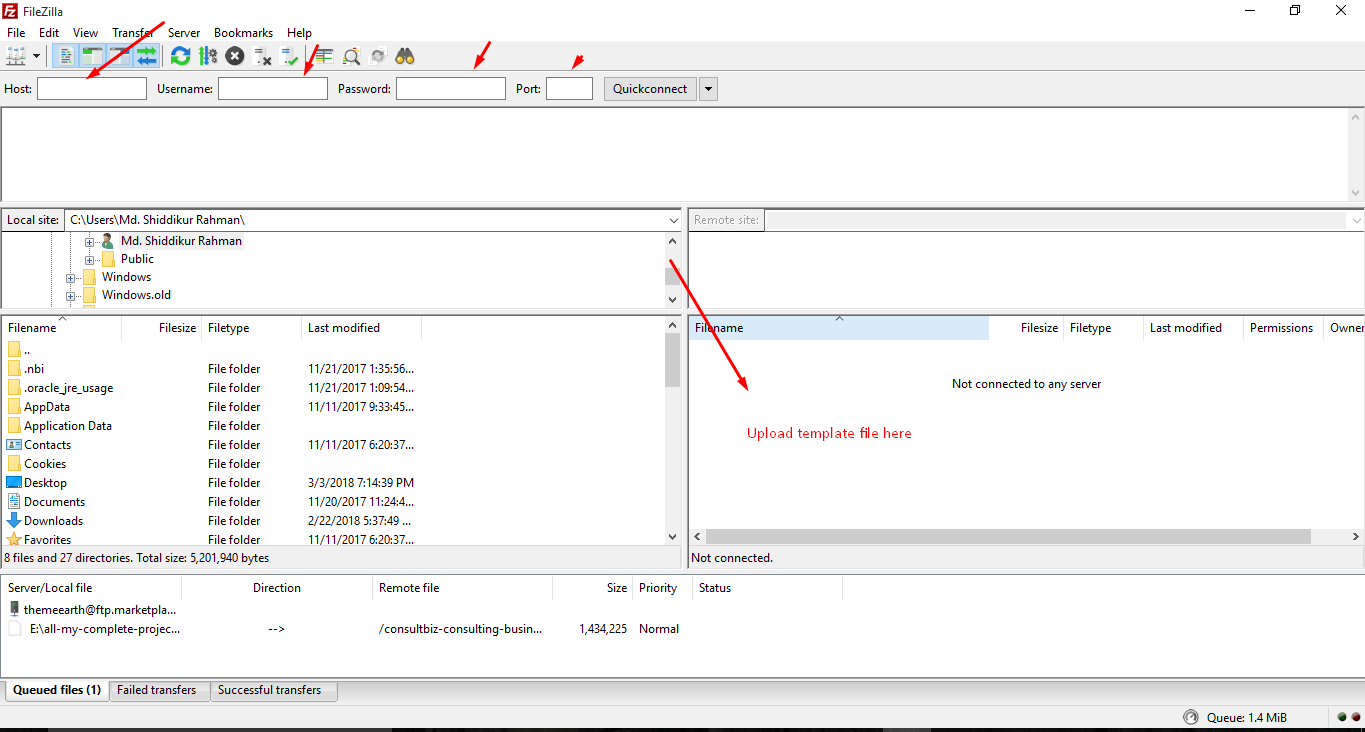 FileZilla
File Edit View Transfer Server Bookmarks Help
Host: Username: Password: Port: Quickconnect
Local site: C:\Users\Md. Shiddikur Rahman\
Md. Shiddikur Rahman
Public
Windows
Windows.old
Filename Filesize Filetype Last modified
..
.nbi File folder 11/21/2017 1:35:56...
.oracle_jre_usage File folder 11/21/2017 1:09:54...
AppData File folder 11/11/2017 9:33:45...
Application Data File folder
Contacts File folder 11/11/2017 6:20:37...
Cookies File folder
Desktop File folder 3/3/2018 7:14:39 PM
Documents File folder 11/20/2017 11:24:4...
Downloads File folder 2/22/2018 5:37:49 ...
Favorites File folder 11/11/2017 6:20:37...
8 files and 27 directories. Total size: 5,201,940 bytes
Remote site:
Filename Filesize Filetype Last modified Permissions Owner
Not connected to any server
Upload template file here
Not connected.
Server/Local file Direction Remote file Size Priority Status
themeearth@ftp.marketpla...
E:\all-my-complete-projec... --> /consultbiz-consulting-busin... 1,434,225 Normal
Queued files (1) Failed transfers Successful transfers
Queue: 1.4 MiB